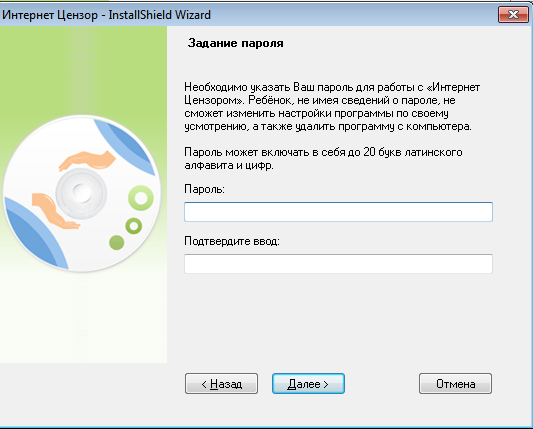 Интернет Цензор - InstallShield Wizard
Задание пароля
Необходимо указать Ваш пароль для работы с «Интернет
Цензором». Ребёнок, не имея сведений о пароле, не
сможет изменить настройки программы по своему
усмотрению, а также удалить программу с компьютера.
Пароль может включать в себя до 20 букв латинского
алфавита и цифр.
Пароль:
Подтвердите ввод:
< Назад
Далее >
Отмена